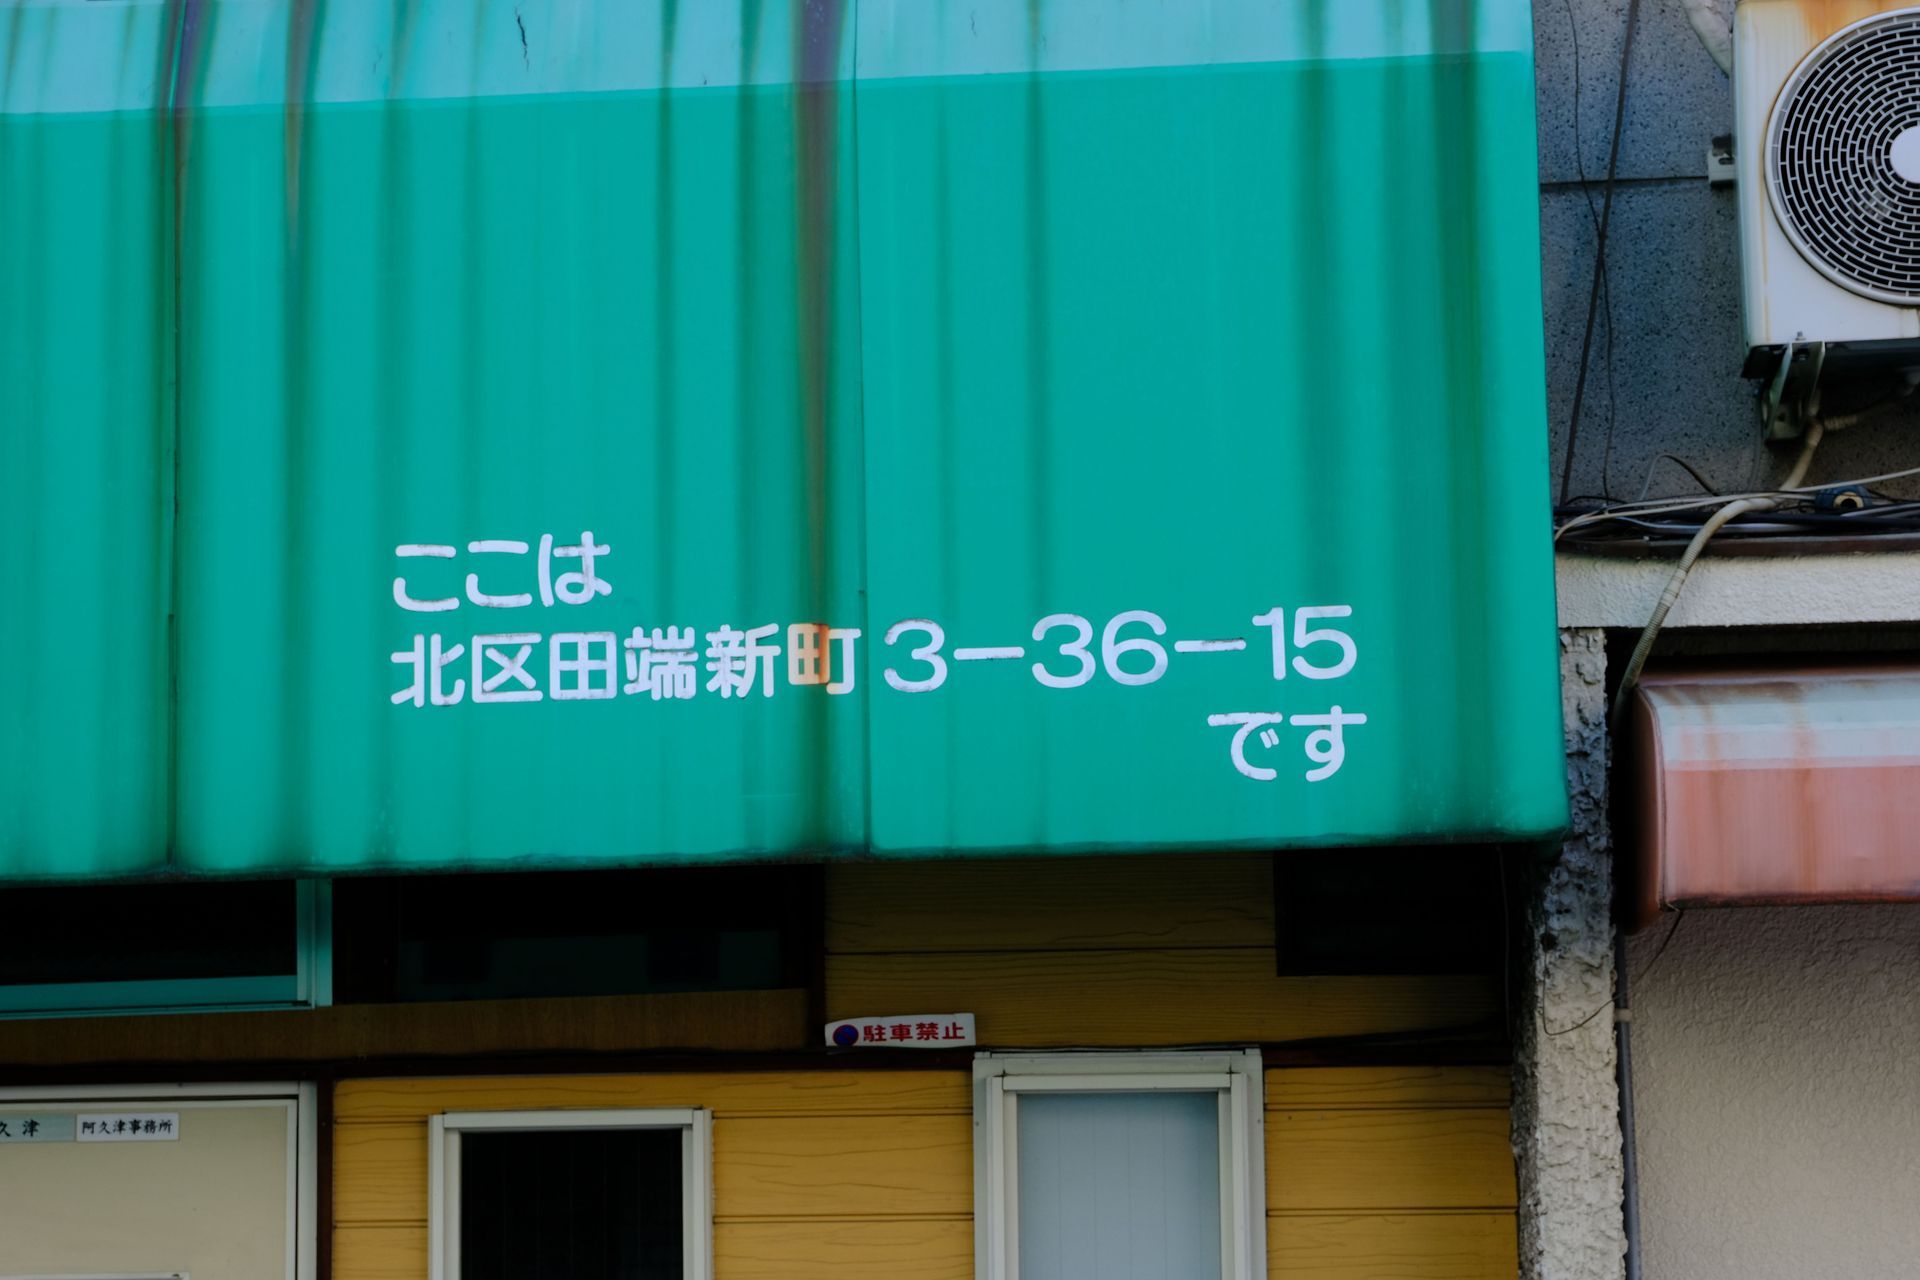 ここは
北区田端新町3−36−15
です
駐車禁止
久津
阿久津事務所